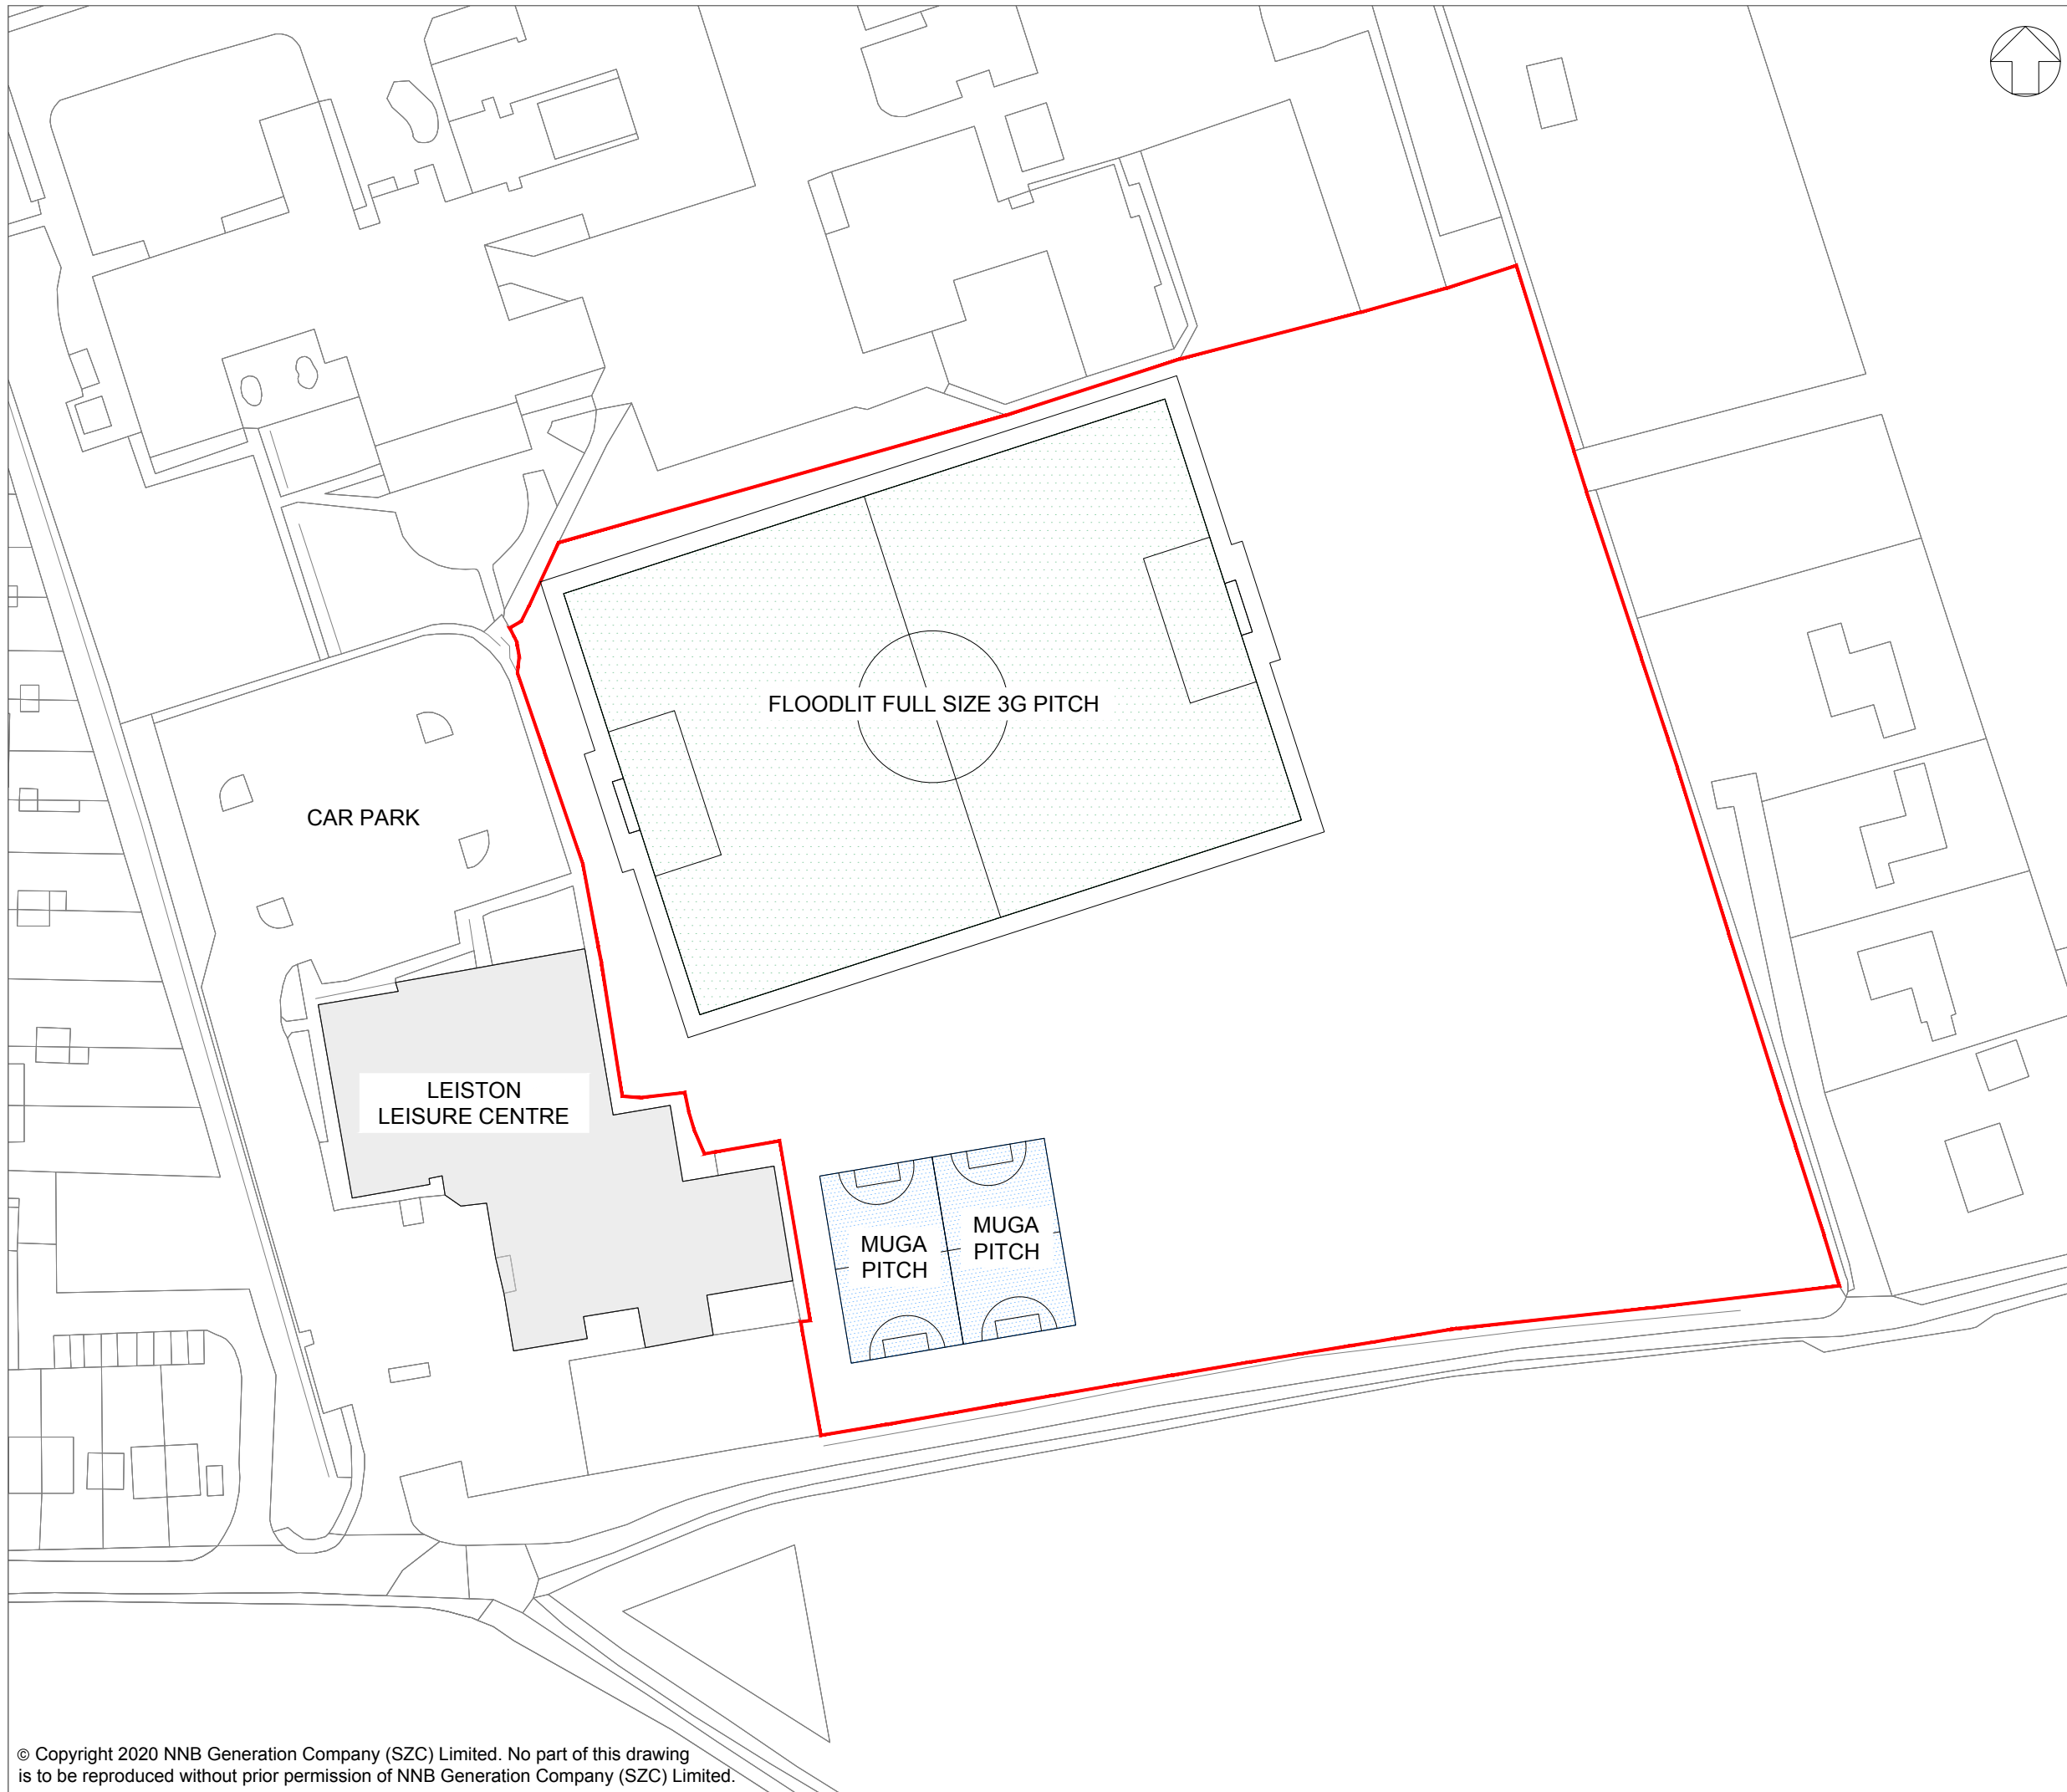 FLOODLIT FULL SIZE 3G PITCH
CAR PARK
LEISTON
LEISURE CENTRE
MUGA
PITCH
MUGA
PITCH
© Copyright 2020 NNB Generation Company (SZC) Limited. No part of this drawing
is to be reproduced without prior permission of NNB Generation Company (SZC) Limited.